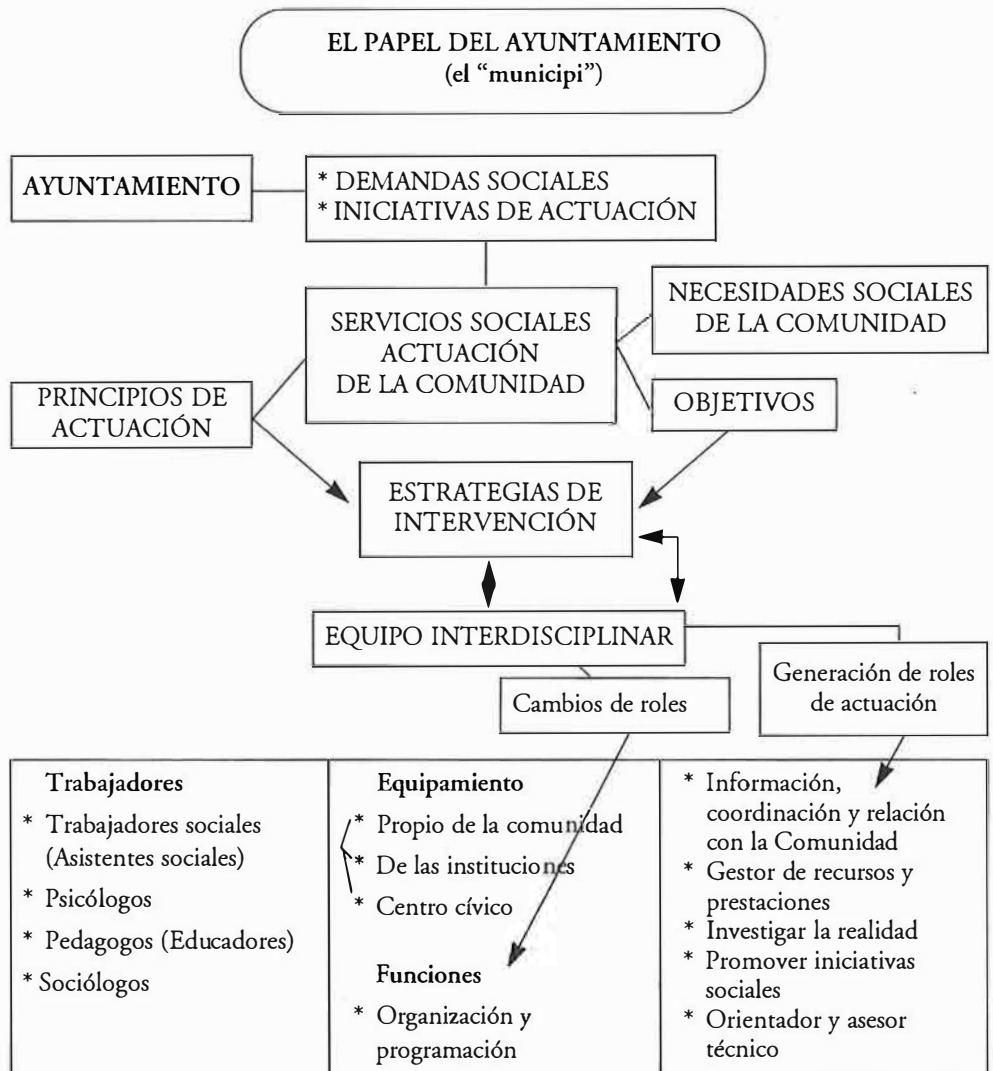 EL PAPEL DEL AYUNTAMIENTO
(el “municipi”)
AYUNTAMIENTO
* DEMANDAS SOCIALES
* INICIATIVAS DE ACTUACIÓN
SERVICIOS SOCIALES
ACTUACIÓN
DE LA COMUNIDAD
NECESIDADES SOCIALES
DE LA COMUNIDAD
PRINCIPIOS DE
ACTUACIÓN
OBJETIVOS
ESTRATEGIAS DE
INTERVENCIÓN
EQUIPO INTERDISCIPLINAR
Cambios de roles
Generación de roles
de actuación
Trabajadores
* Trabajadores sociales
(Asistentes sociales)
* Psicólogos
* Pedagogos (Educadores)
* Sociólogos
Equipamiento
* Propio de la comunidad
* De las instituciones
* Centro cívico
Funciones
* Organización y
programación
* Información,
coordinación y relación
con la Comunidad
* Gestor de recursos y
prestaciones
* Investigar la realidad
* Promover iniciativas
sociales
* Orientador y asesor
técnico